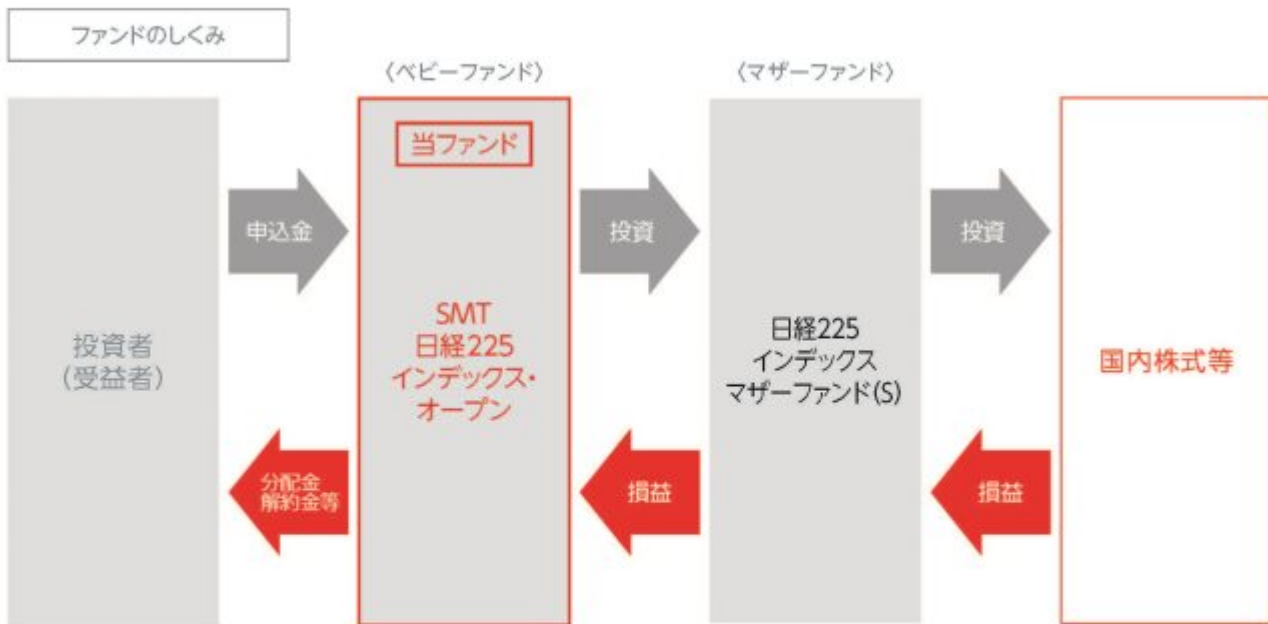 ファンドのしくみ
〈ベビーファンド〉
〈マザーファンド〉
当ファンド
申込金
投資
投資
投資者
(受益者)
SMT
日経225
インデックス・
オープン
日経225
インデックス
マザーファンド(S)
国内株式等
分配金
解約金等
損益
損益